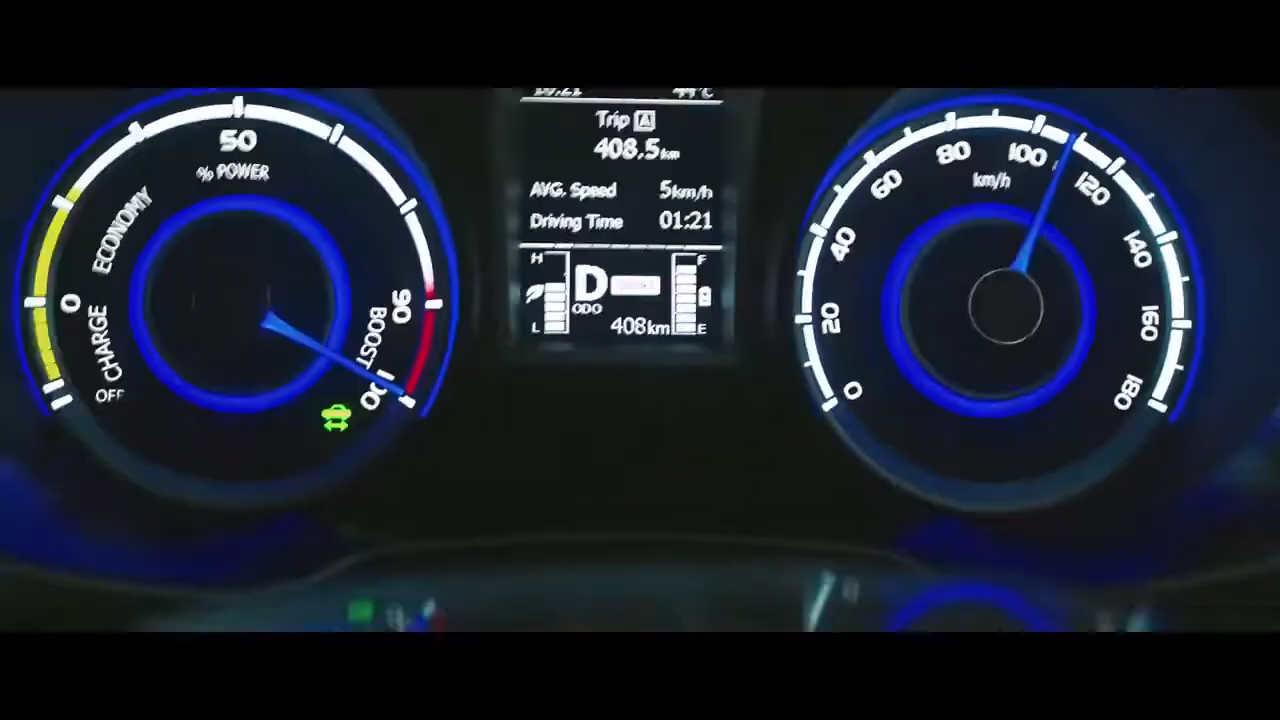 50
% POWER
ECONOMY
0
CHARGE
OFF
90
BOOST
Trip A
408.5km
AVG. Speed 5km/h
Driving Time 01:21
H
L
D
ODO
408km
F
E
0
20
40
60
80
100
120
140
160
180
km/h